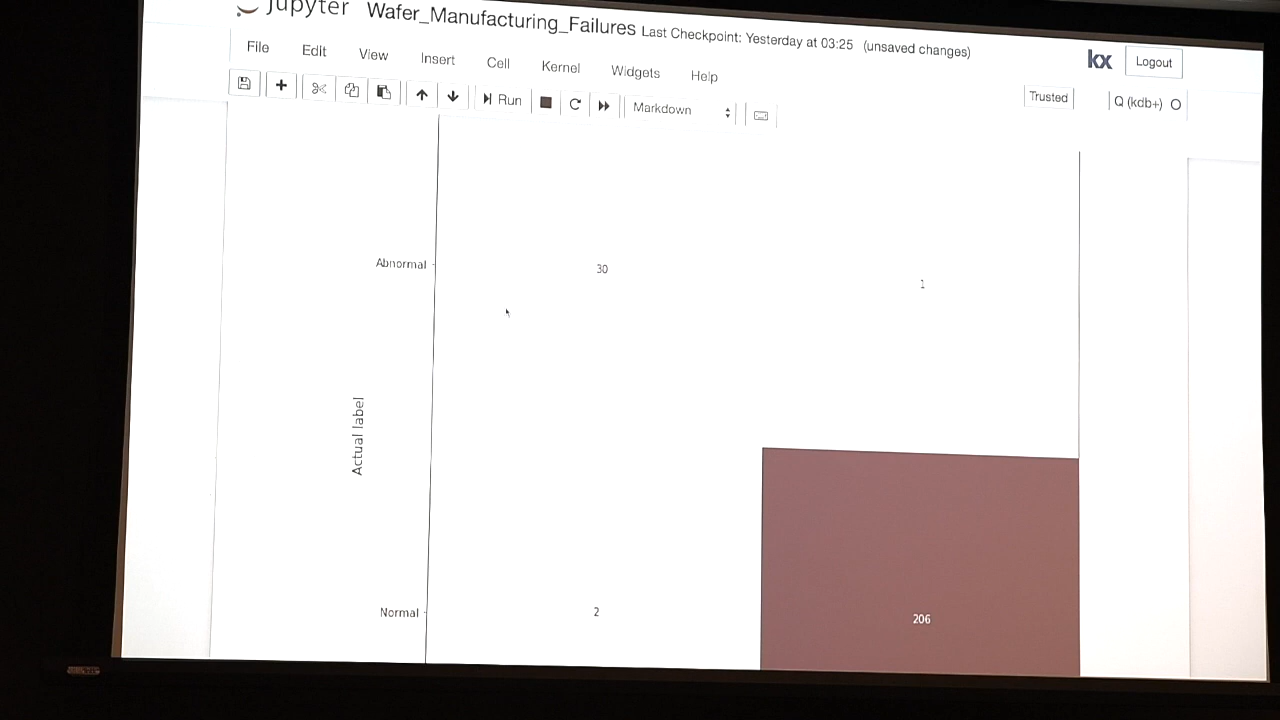 jupyter Wafer_Manufacturing_Failures Last Checkpoint: Yesterday at 03:25 (unsaved changes)
kx Logout
File Edit View Insert Cell Kernel Widgets Help
Trusted Q (kdb+)
Run Markdown
Abnormal 30 1
Actual label
Normal 2 206